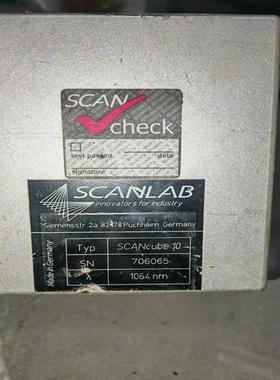 SCAN
check
test passed
date
signature
SCANLAB
innovators for industry
Siemensstr. 2a 82178 Puchheim Germany
Typ SCANcube 10
SN 706065
λ 1064 nm
Made in Germany